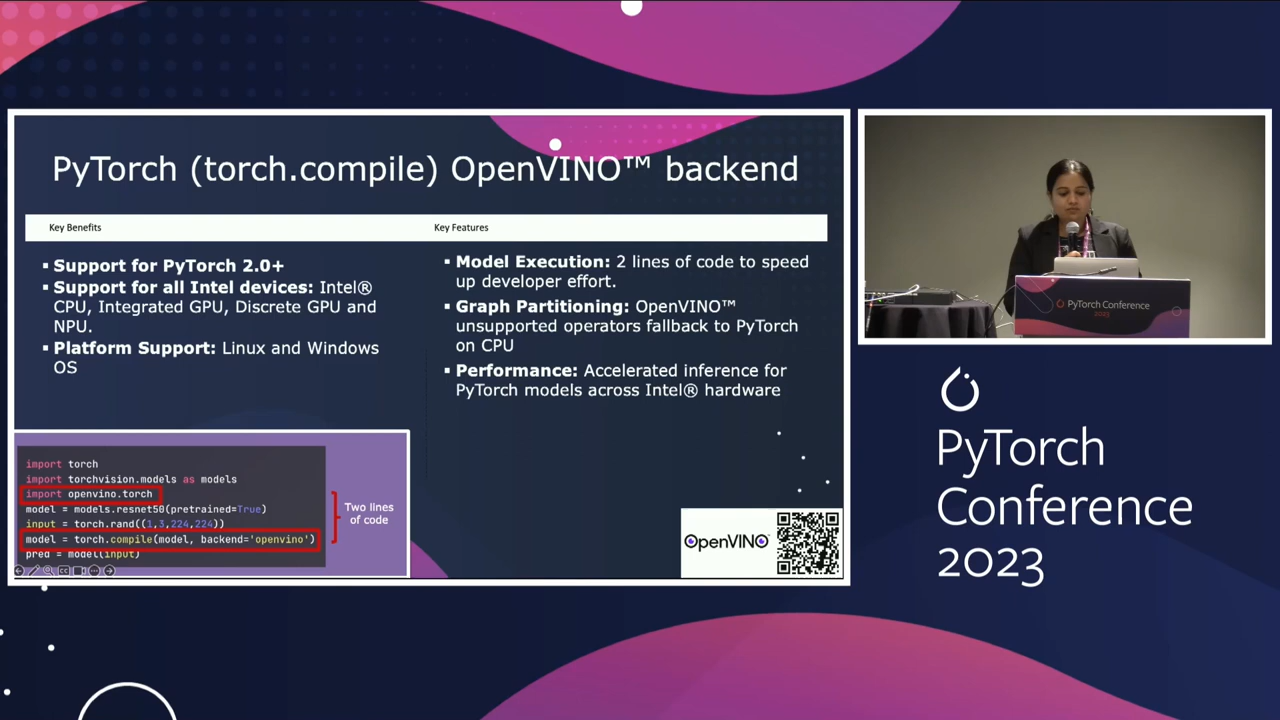 PyTorch (torch.compile) OpenVINO™ backend
Key Benefits
Key Features
▪ Support for PyTorch 2.0+
▪ Support for all Intel devices: Intel®
CPU, Integrated GPU, Discrete GPU and
NPU.
▪ Platform Support: Linux and Windows
OS
▪ Model Execution: 2 lines of code to speed
up developer effort.
▪ Graph Partitioning: OpenVINO™
unsupported operators fallback to PyTorch
on CPU
▪ Performance: Accelerated inference for
PyTorch models across Intel® hardware
import torch
import torchvision.models as models
import openvino.torch
model = models.resnet50(pretrained=True)
input = torch.rand((1,3,224,224))
model = torch.compile(model, backend='openvino')
pred = model(input)
Two lines
of code
OpenVINO
PyTorch Conference
2023
PyTorch
Conference
2023